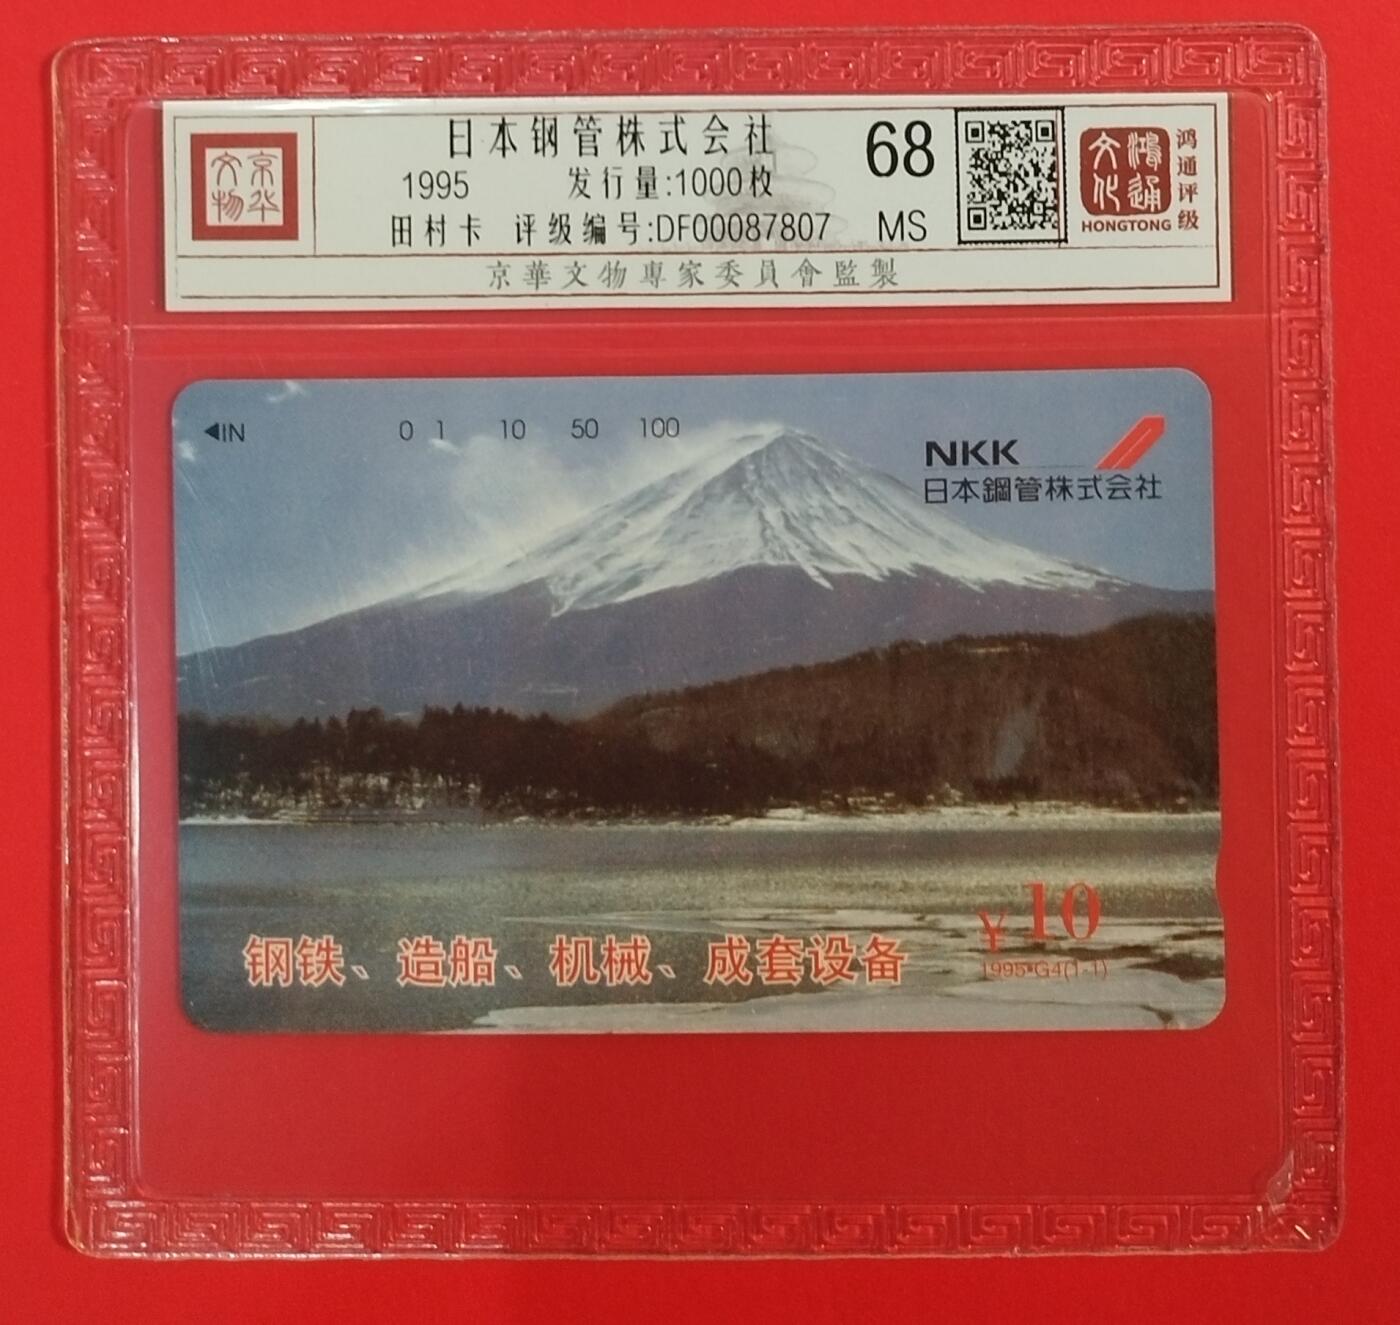 京华
文物
日本钢管株式会社
1995 发行量:1000枚
田村卡 评级编号:DF00087807
68
MS
鸿通
文化
HONGTONG
鸿通评级
京華文物專家委員會監製
◀IN 0 1 10 50 100
NKK
日本鋼管株式会社
¥10
钢铁、造船、机械、成套设备
1995-G4(1-1)